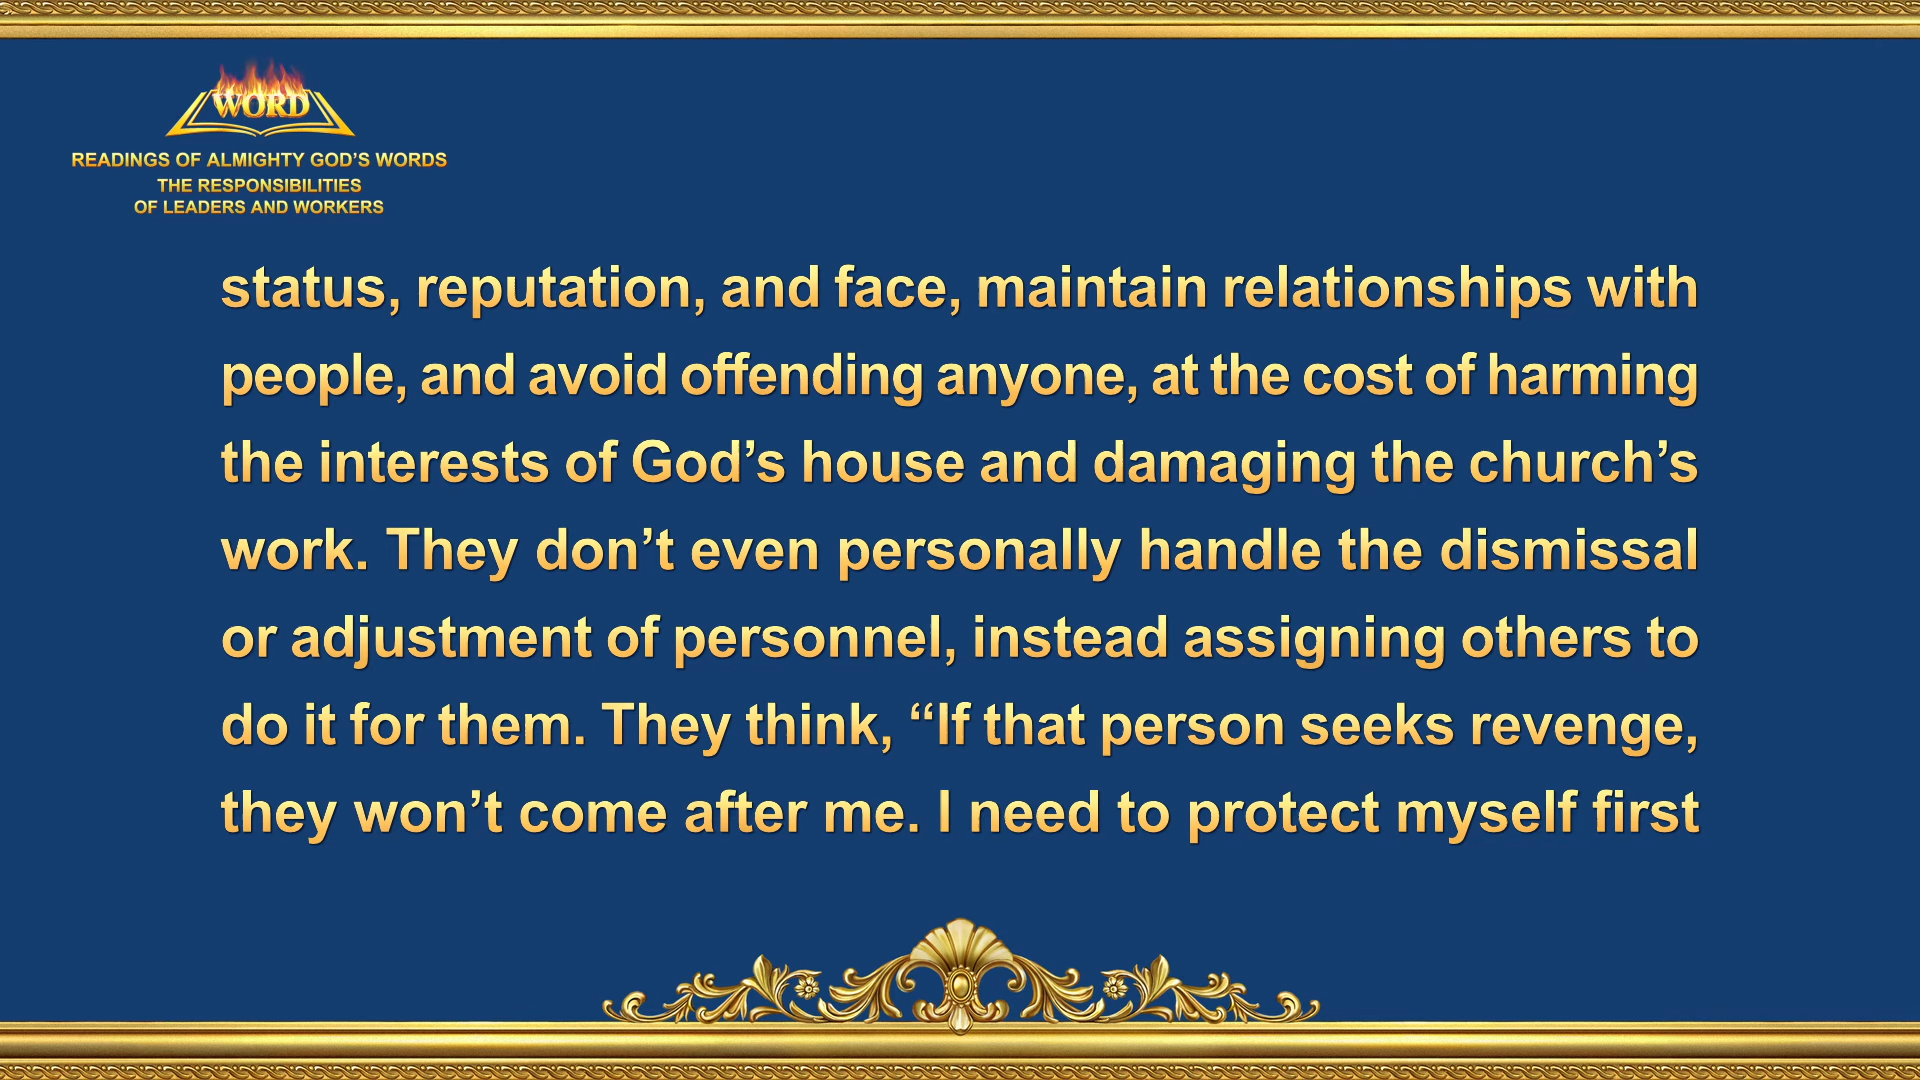 WORD
READINGS OF ALMIGHTY GOD’S WORDS
THE RESPONSIBILITIES
OF LEADERS AND WORKERS
status, reputation, and face, maintain relationships with
people, and avoid offending anyone, at the cost of harming
the interests of God’s house and damaging the church’s
work. They don’t even personally handle the dismissal
or adjustment of personnel, instead assigning others to
do it for them. They think, “If that person seeks revenge,
they won’t come after me. I need to protect myself first